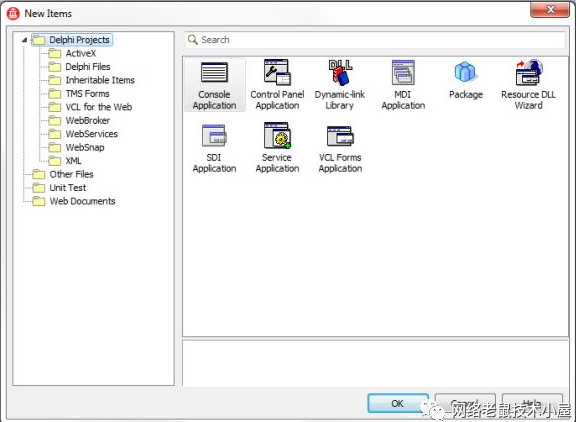 New Items
Delphi Projects
ActiveX
Delphi Files
Inheritable Items
TMS Forms
VCL for the Web
WebBroker
WebServices
WebSnap
XML
Other Files
Unit Test
Web Documents
Search
Console
Application
Control Panel
Application
DLL
Dynamic-link
Library
MDI
Application
Package
Resource DLL
Wizard
SDI
Application
Service
Application
VCL Forms
Application
OK
Cancel
Help
网络老鼠技术小屋